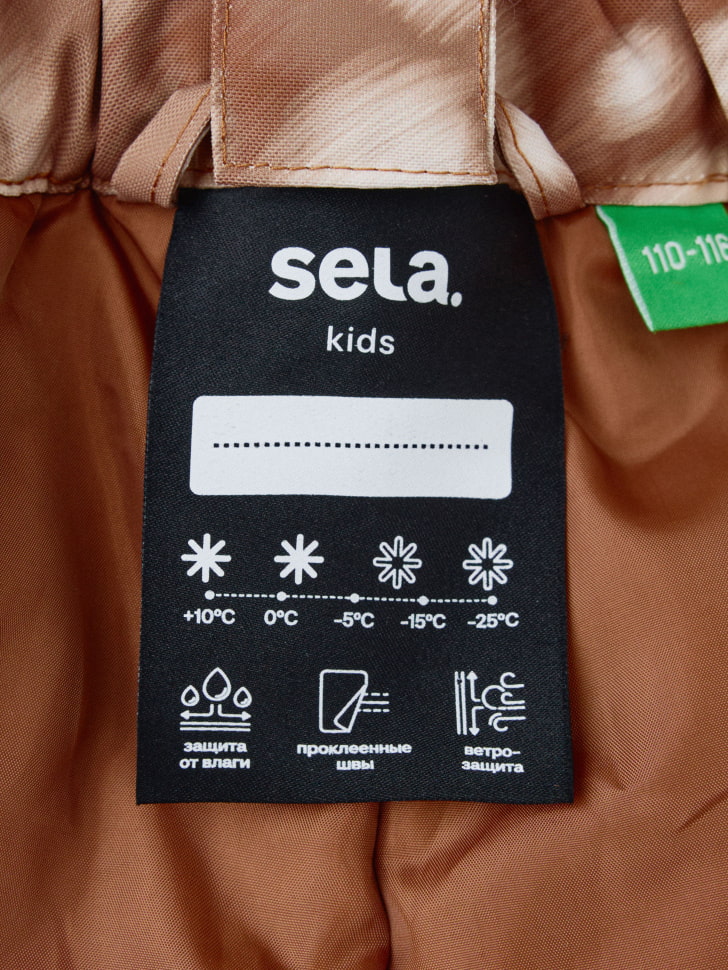 sela.
kids
110-116
+10°C 0°C -5°C -15°C -25°C
защита
от влаги
проклеенные
швы
ветро-
защита